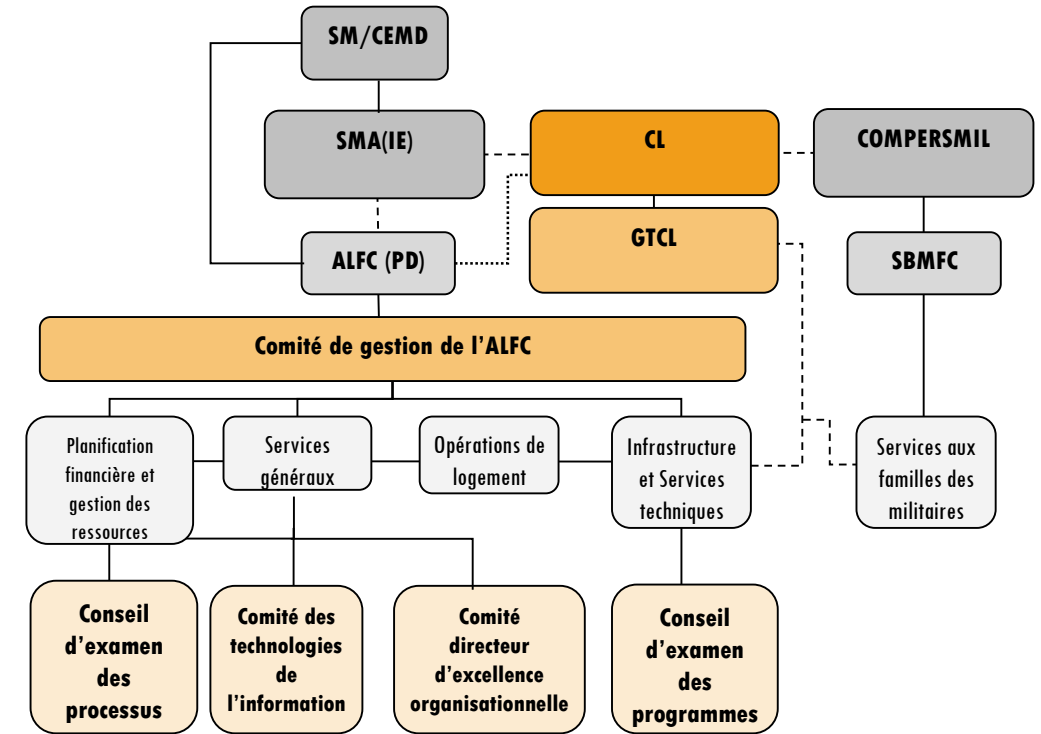 SM/CEMD
SMA(IE)
CL
COMPERSMIL
ALFC (PD)
GTCL
SBMFC
Comité de gestion de l'ALFC
Planification
financière et
gestion des
ressources
Services
généraux
Opérations de
logement
Infrastructure
et Services
techniques
Services aux
familles des
militaires
Conseil
d'examen
des
processus
Comité des
technologies
de
l'information
Comité
directeur
d'excellence
organisationnelle
Conseil
d'examen
des
programmes